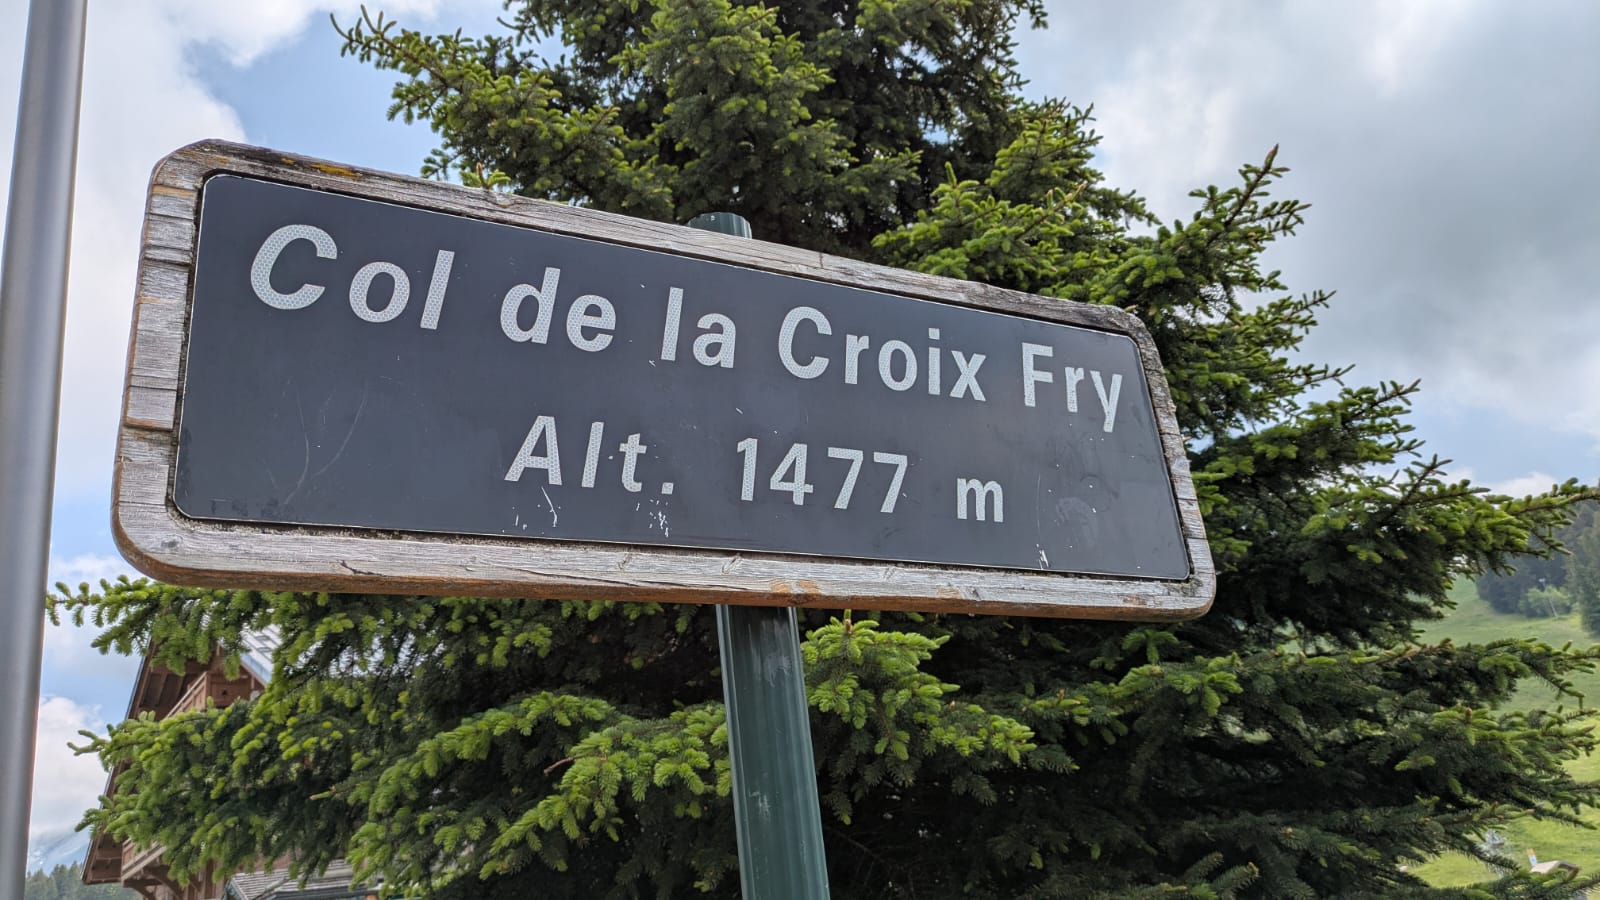 Col de la Croix Fry
Alt. 1477 m